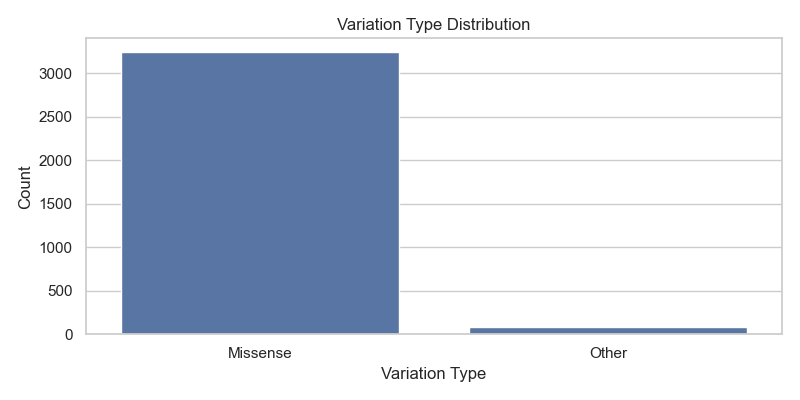 Variation Type Distribution
3000
2500
2000
1500
1000
500
0
Count
Missense Other
Variation Type